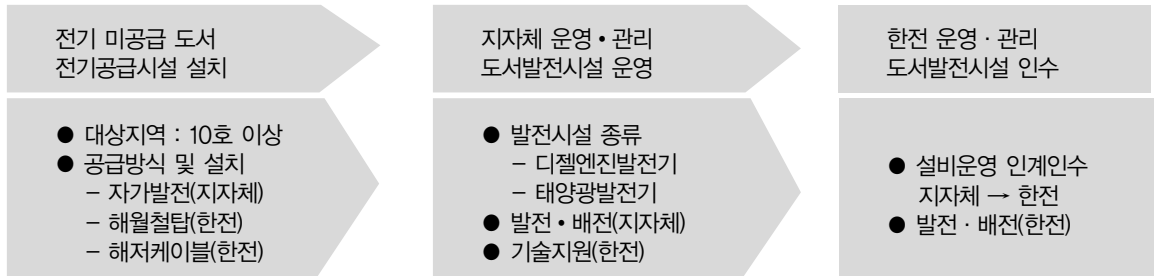 전기 미공급 도서
전기공급시설 설치
● 대상지역 : 10호 이상
● 공급방식 및 설치
– 자가발전(지자체)
– 해월철탑(한전)
– 해저케이블(한전)
지자체 운영 • 관리
도서발전시설 운영
● 발전시설 종류
– 디젤엔진발전기
– 태양광발전기
● 발전 • 배전(지자체)
● 기술지원(한전)
한전 운영 · 관리
도서발전시설 인수
● 설비운영 인계인수
지자체 → 한전
● 발전 · 배전(한전)